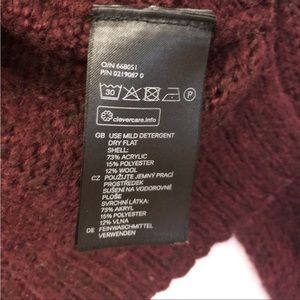 O/N 668051
P/N 0219087 0
30 P
clevercare.info
GB USE MILD DETERGENT
DRY FLAT
SHELL:
73% ACRYLIC
15% POLYESTER
12% WOOL
CZ POUŽIJTE JEMNÝ PRACÍ
PROSTŘEDEK
SUŠENÍ NA VODOROVNÉ
PLOŠE
SVRCHNÍ LÁTKA:
73% AKRYL
15% POLYESTER
12% VLNA
DE FEINWASCHMITTEL
VERWENDEN